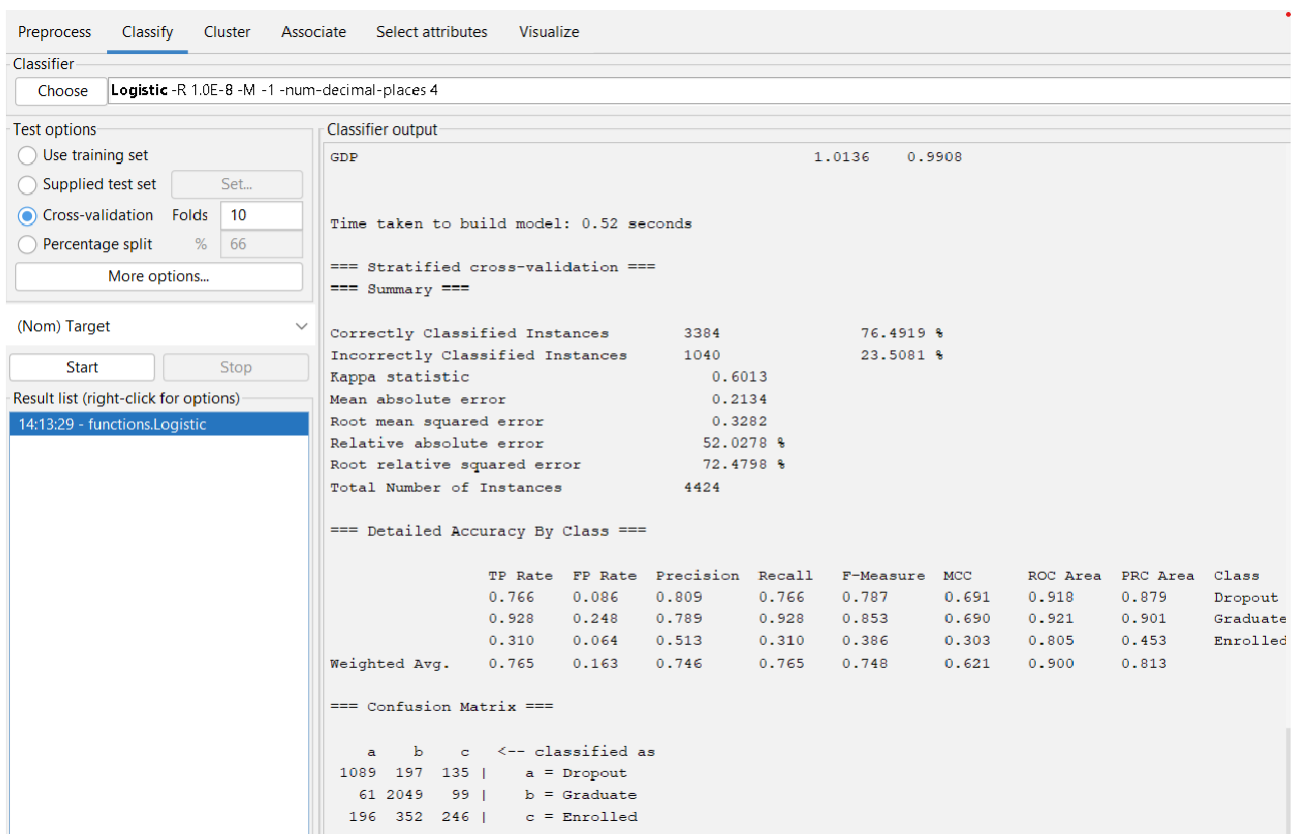 Preprocess Classify Cluster Associate Select attributes Visualize
Classifier
Choose Logistic -R 1.0E-8 -M -1 -num-decimal-places 4
Test options
Use training set
Supplied test set Set...
Cross-validation Folds 10
Percentage split % 66
More options...
(Nom) Target
Start Stop
Result list (right-click for options)
14:13:29 - functions.Logistic
Classifier output
GDP 1.0136 0.9908
Time taken to build model: 0.52 seconds
=== Stratified cross-validation ===
=== Summary ===
Correctly Classified Instances 3384 76.4919 %
Incorrectly Classified Instances 1040 23.5081 %
Kappa statistic 0.6013
Mean absolute error 0.2134
Root mean squared error 0.3282
Relative absolute error 52.0278 %
Root relative squared error 72.4798 %
Total Number of Instances 4424
=== Detailed Accuracy By Class ===
TP Rate FP Rate Precision Recall F-Measure MCC ROC Area PRC Area Class
0.766 0.086 0.809 0.766 0.787 0.691 0.918 0.879 Dropout
0.928 0.248 0.789 0.928 0.853 0.690 0.921 0.901 Graduate
0.310 0.064 0.513 0.310 0.386 0.303 0.805 0.453 Enrolled
Weighted Avg. 0.765 0.163 0.746 0.765 0.748 0.621 0.900 0.813
=== Confusion Matrix ===
a b c <-- classified as
1089 197 135 | a = Dropout
61 2049 99 | b = Graduate
196 352 246 | c = Enrolled